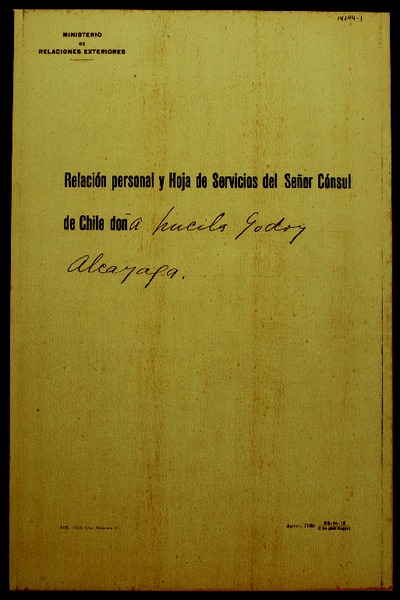 14244-1
MINISTERIO
DE
RELACIONES EXTERIORES
Relación personal y Hoja de Servicios del Señor Cónsul
de Chile doña Lucila Godoy
Alcayaga.